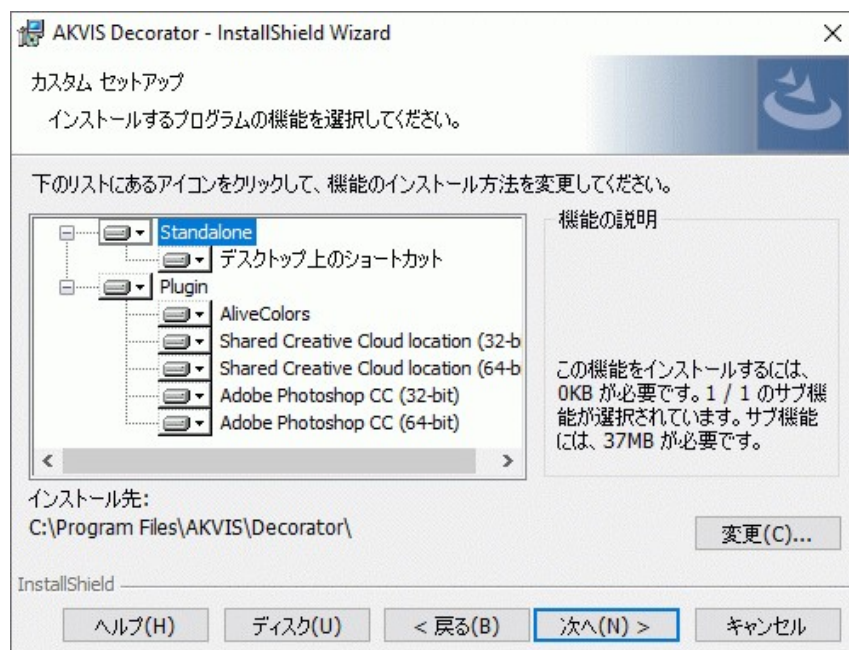 AKVIS Decorator - InstallShield Wizard
カスタム セットアップ
インストールするプログラムの機能を選択してください。
下のリストにあるアイコンをクリックして、機能のインストール方法を変更してください。
Standalone
デスクトップ上のショートカット
Plugin
AliveColors
Shared Creative Cloud location (32-b
Shared Creative Cloud location (64-b
Adobe Photoshop CC (32-bit)
Adobe Photoshop CC (64-bit)
機能の説明
この機能をインストールするには、
0KB が必要です。1 / 1 のサブ機
能が選択されています。サブ機能
には、37MB が必要です。
インストール先:
C:\Program Files\AKVIS\Decorator\
変更(C)...
InstallShield
ヘルプ(H)
ディスク(U)
< 戻る(B)
次へ(N) >
キャンセル